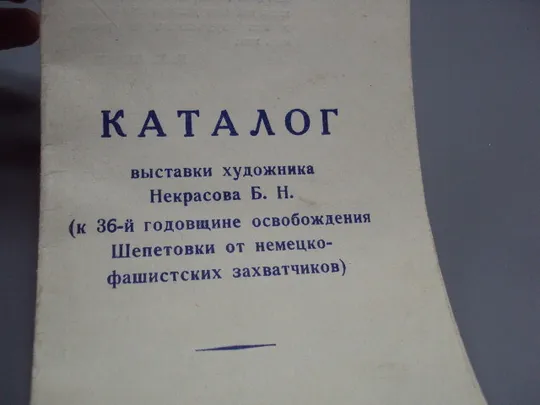 КАТАЛОГ
выставки художника
Некрасова Б. Н.
(к 36-й годовщине освобождения
Шепетовки от немецко-
фашистских захватчиков)